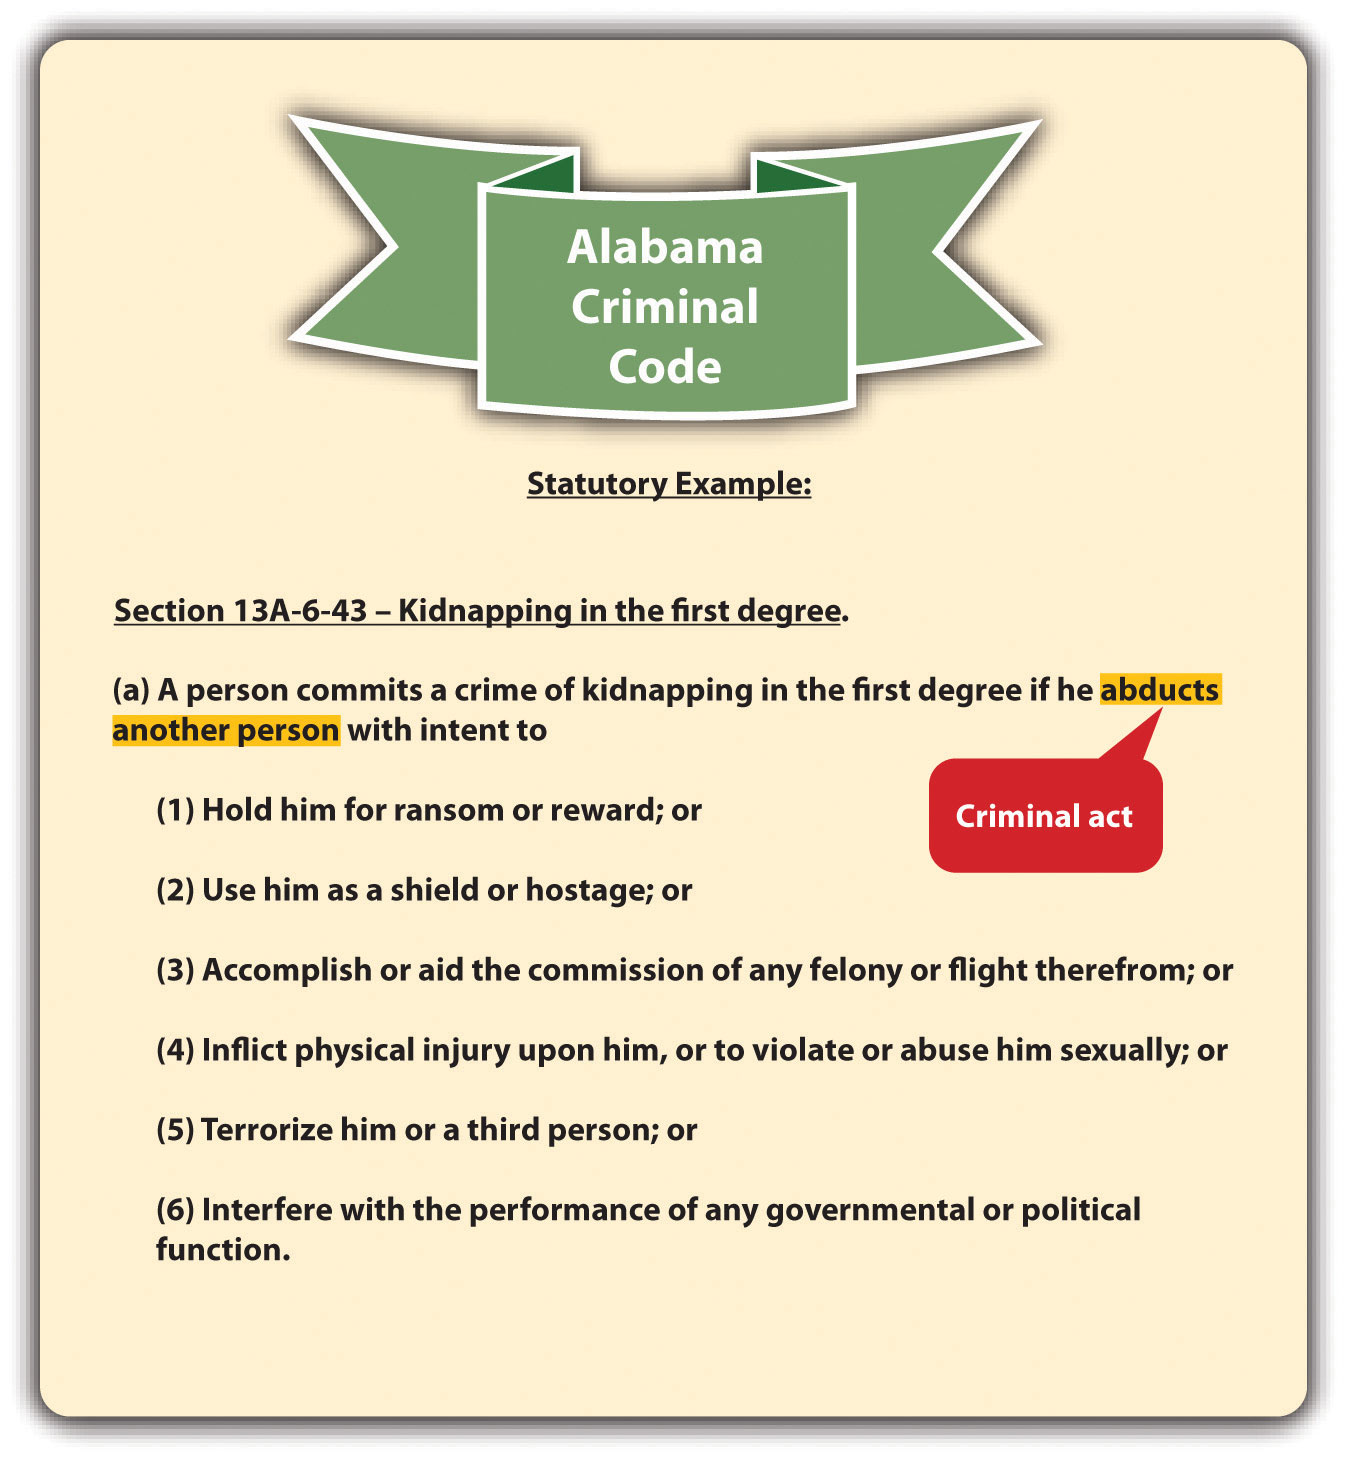 Alabama
Criminal
Code
Statutory Example:
Section 13A-6-43 – Kidnapping in the first degree.
(a) A person commits a crime of kidnapping in the first degree if he abducts
another person with intent to
(1) Hold him for ransom or reward; or
Criminal act
(2) Use him as a shield or hostage; or
(3) Accomplish or aid the commission of any felony or flight therefrom; or
(4) Inflict physical injury upon him, or to violate or abuse him sexually; or
(5) Terrorize him or a third person; or
(6) Interfere with the performance of any governmental or political
function.